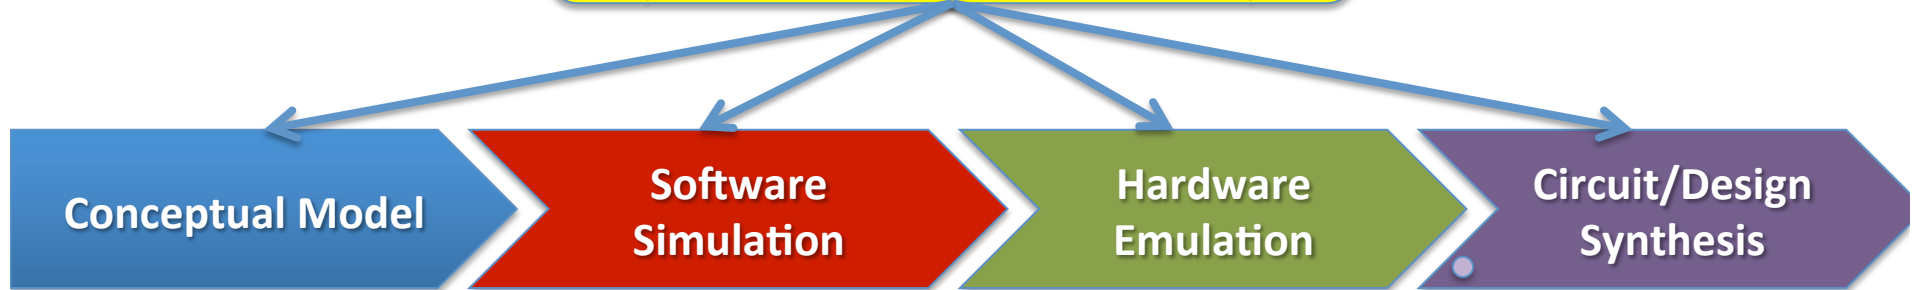 Conceptual Model
Software
Simulation
Hardware
Emulation
Circuit/Design
Synthesis